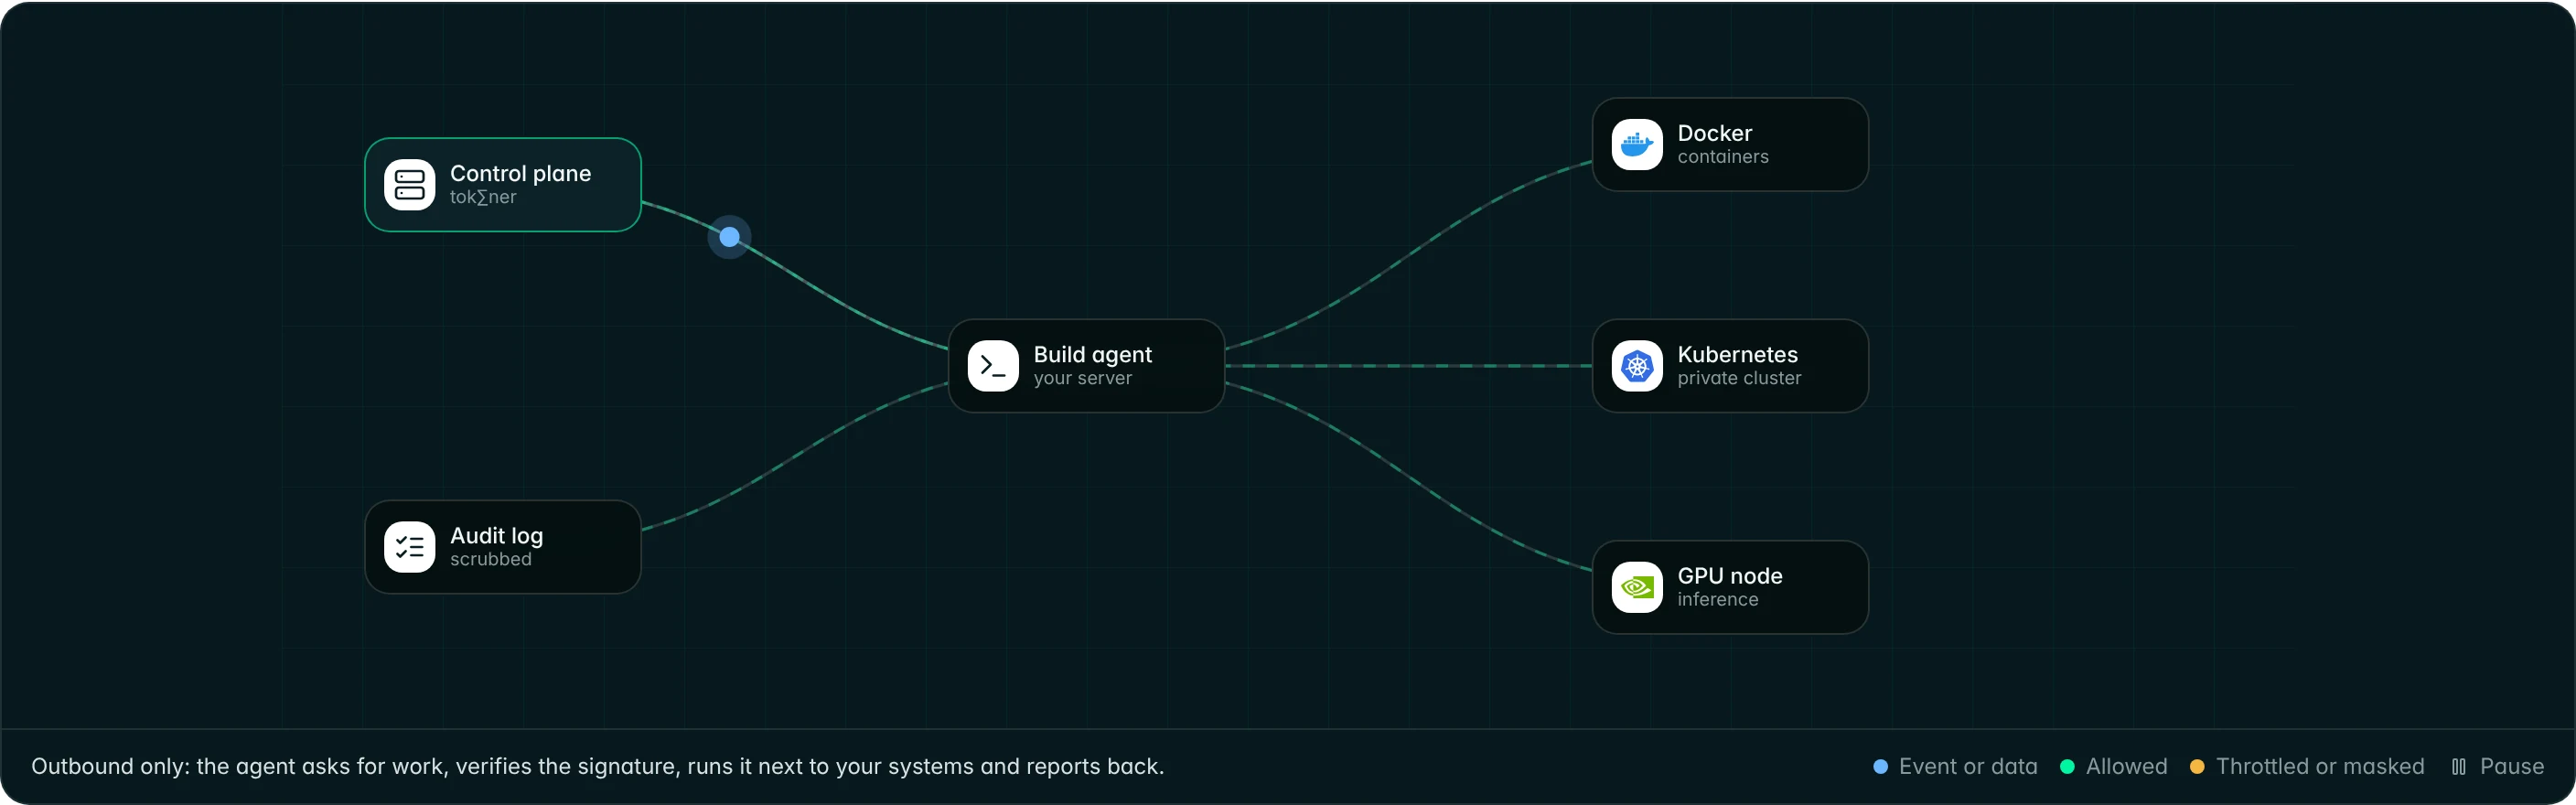 Control plane
tok∑ner
Docker
containers
Build agent
your server
Kubernetes
private cluster
Audit log
scrubbed
GPU node
inference
Outbound only: the agent asks for work, verifies the signature, runs it next to your systems and reports back.
Event or data
Allowed
Throttled or masked
Pause